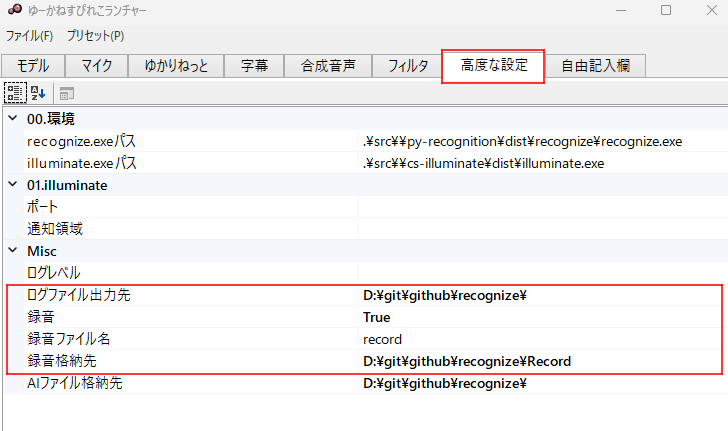 ゆーかねすぴれこランチャー
ファイル(F) プリセット(P)
モデル マイク ゆかりねっと 字幕 合成音声 フィルタ 高度な設定 自由記入欄
00.環境
recognize.exeパス .¥src¥¥py-recognition¥dist¥recognize¥recognize.exe
illuminate.exeパス .¥src¥¥cs-illuminate¥dist¥illuminate.exe
01.illuminate
ポート
通知領域
Misc
ログレベル
ログファイル出力先 D:¥git¥github¥recognize¥
録音 True
録音ファイル名 record
録音格納先 D:¥git¥github¥recognize¥Record
AIファイル格納先 D:¥git¥github¥recognize¥